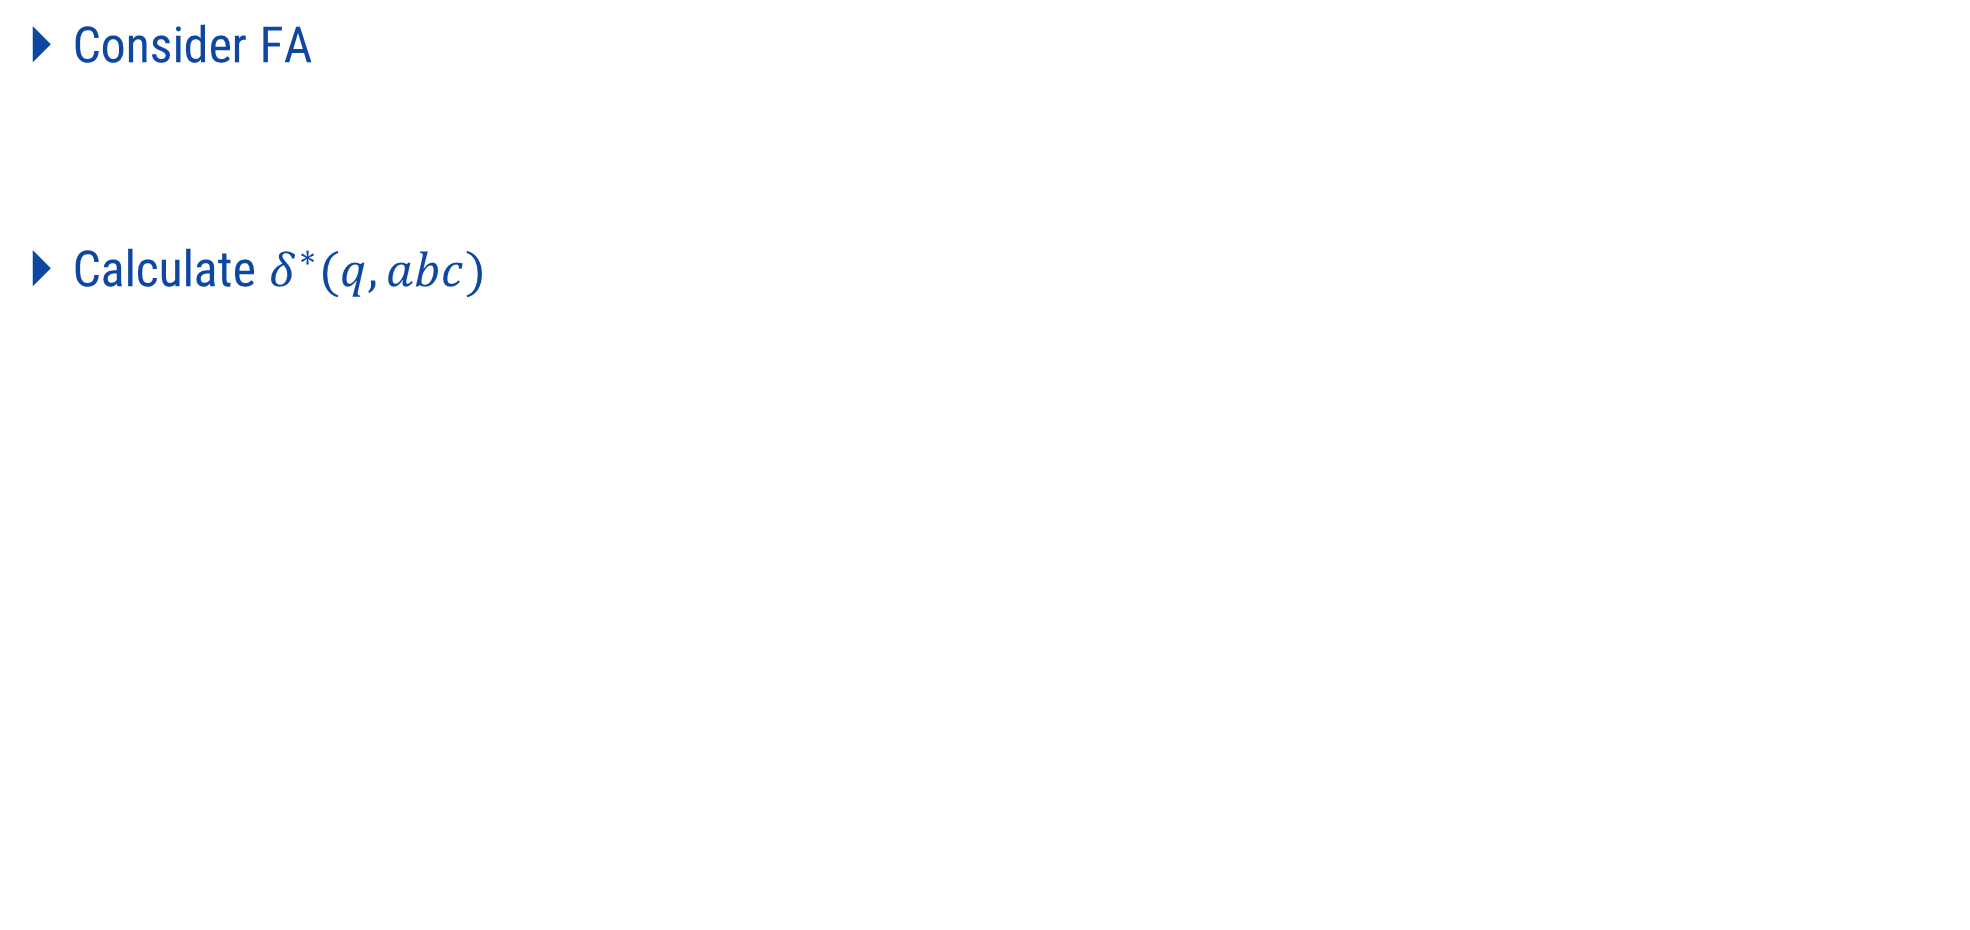 Consider FA
Calculate δ*(q, abc)